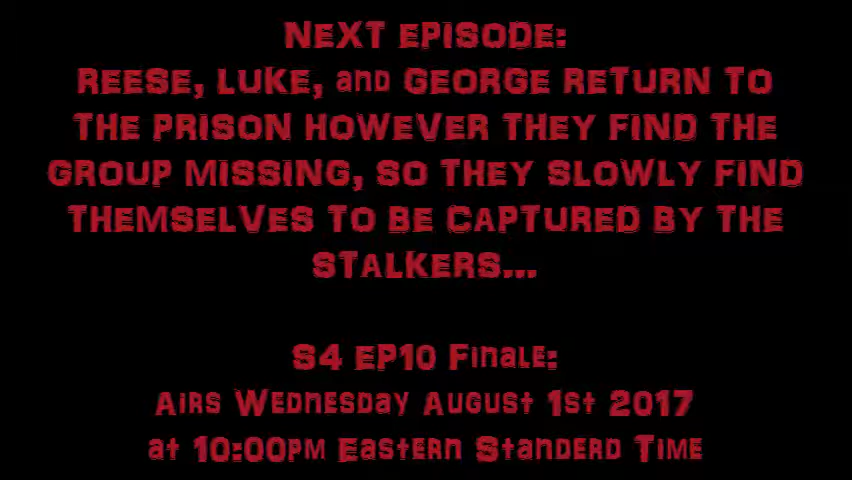 NEXT EPISODE:
REESE, LUKE, and GEORGE RETURN TO
THE PRISON HOWEVER THEY FIND THE
GROUP MISSING, SO THEY SLOWLY FIND
THEMSELVES TO BE CAPTURED BY THE
STALKERS...
S4 EP10 Finale:
Airs Wednesday August 1st 2017
at 10:00pm Eastern Standerd Time